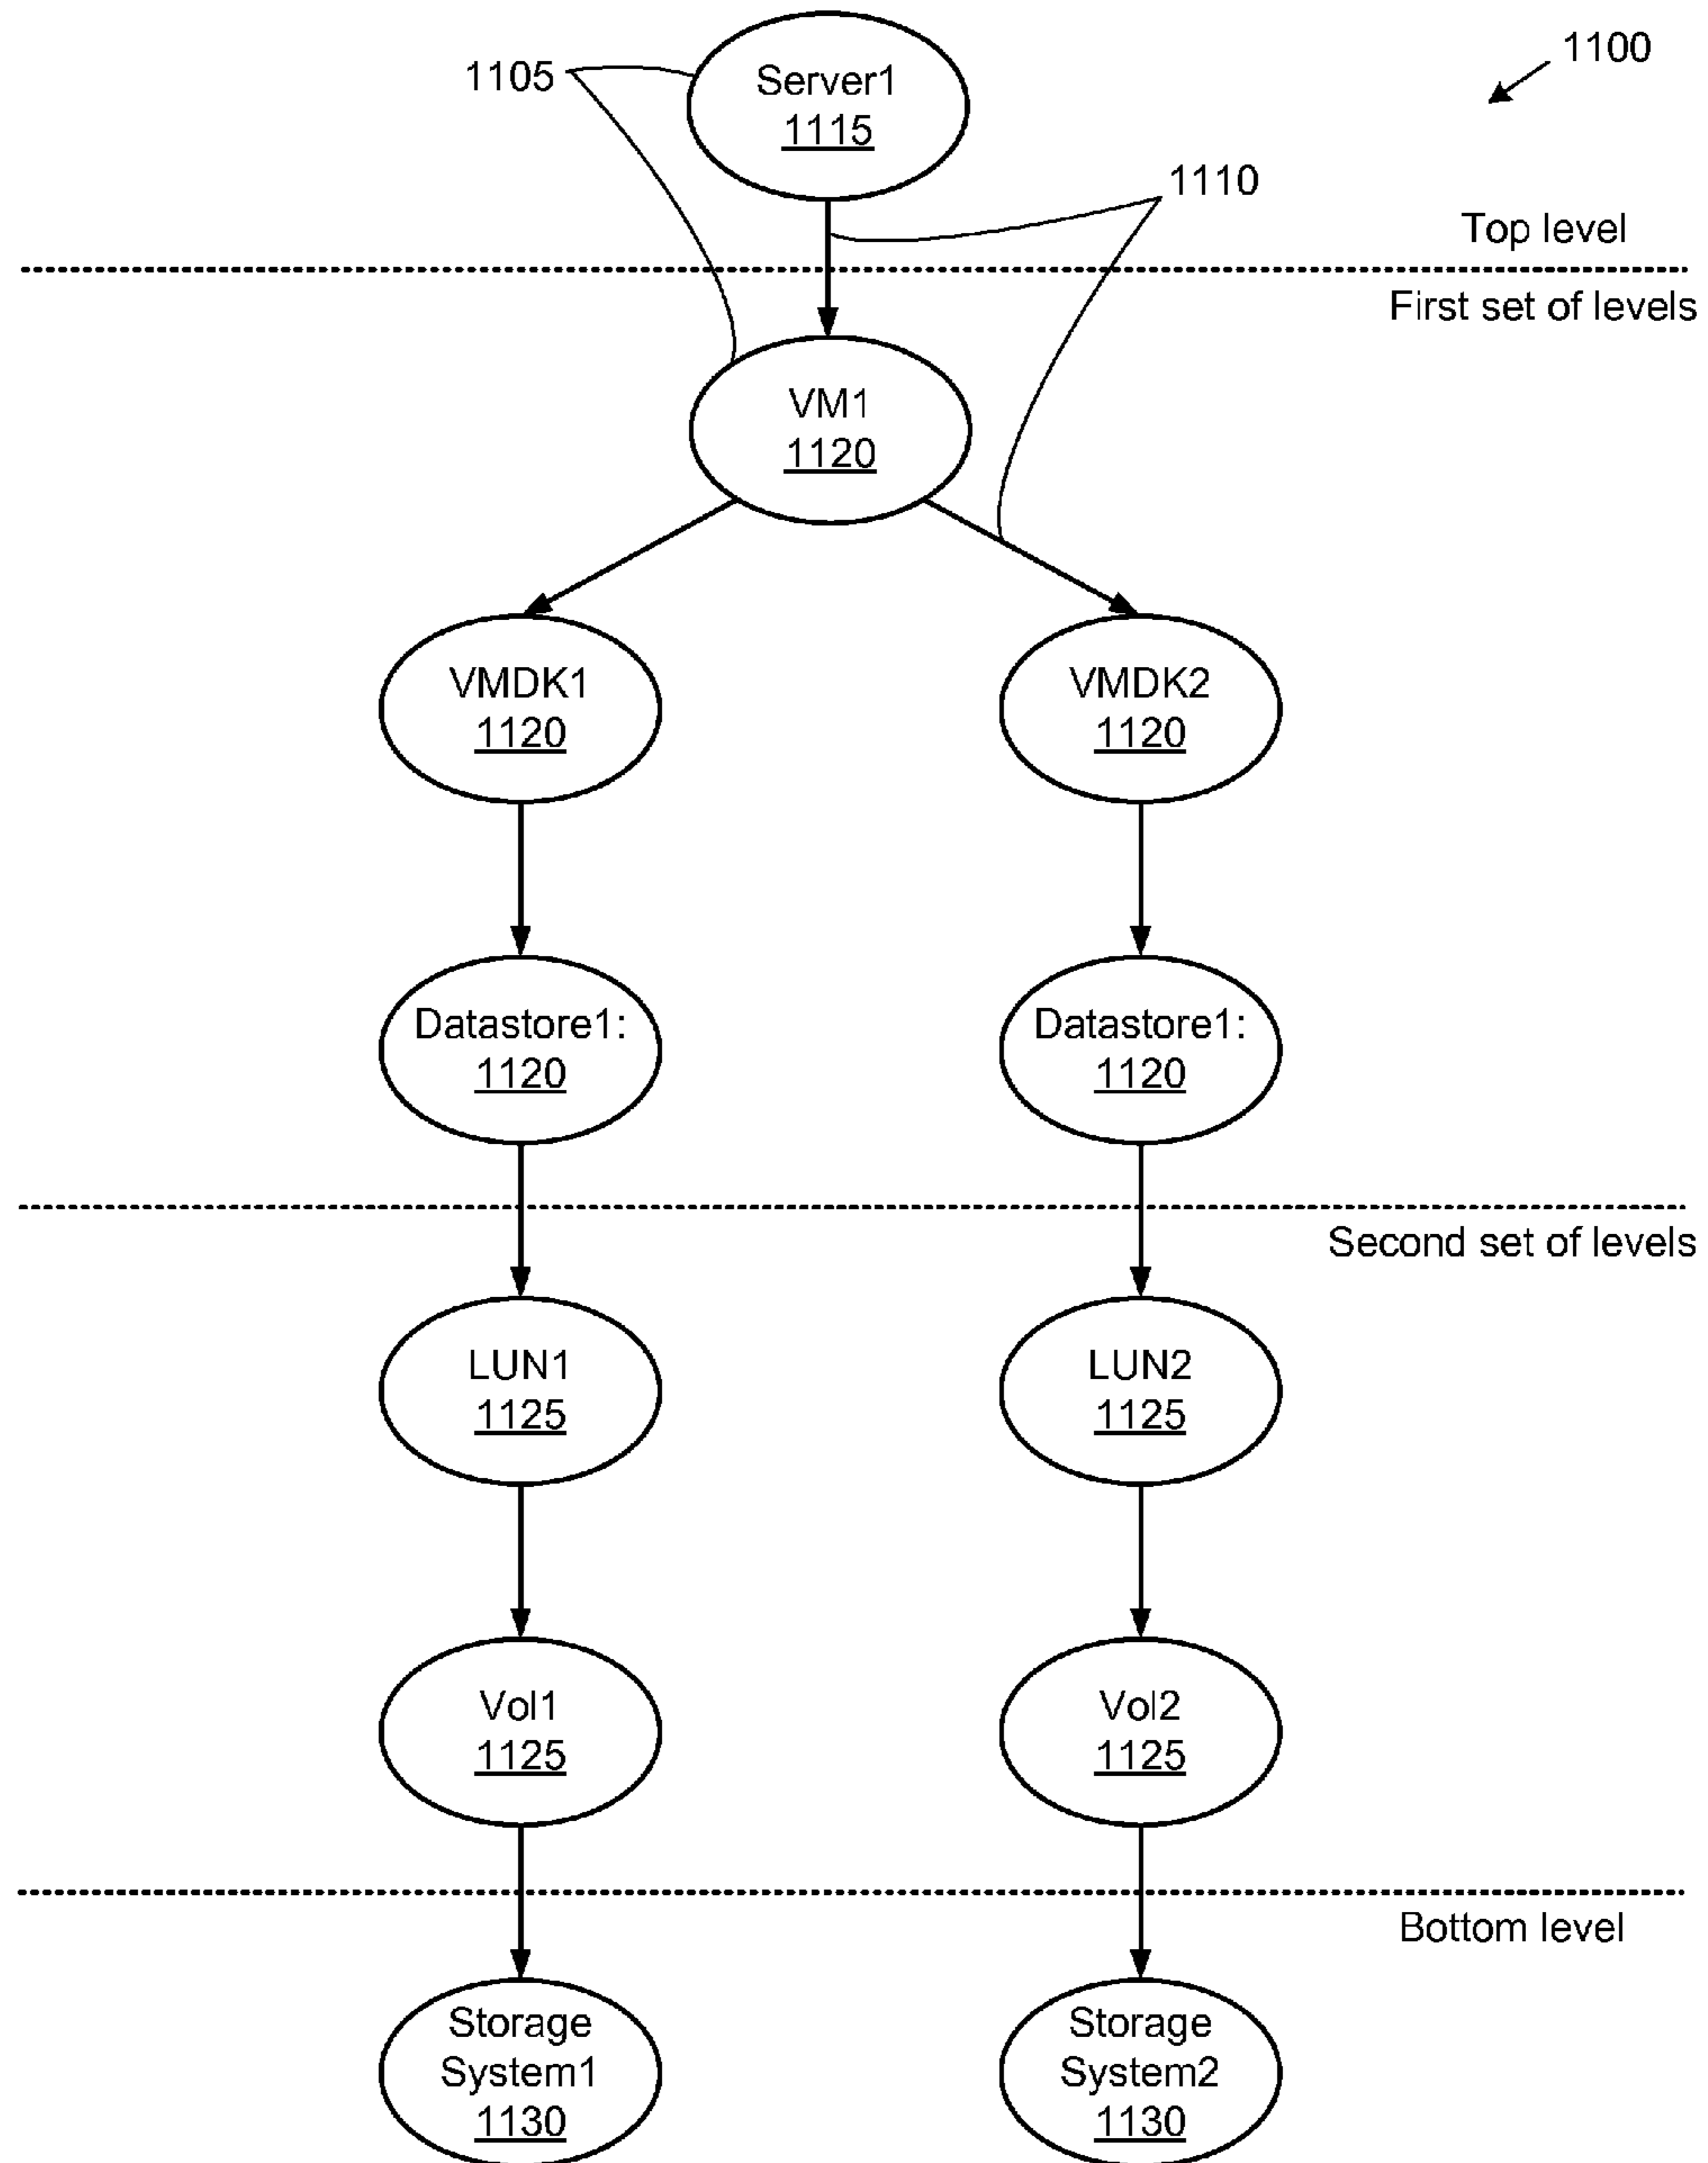 1100
1105
Server1
1115
1110
Top level
First set of levels
VM1
1120
VMDK1
1120
VMDK2
1120
Datastore1:
1120
Datastore1:
1120
Second set of levels
LUN1
1125
LUN2
1125
Vol1
1125
Vol2
1125
Bottom level
Storage
System1
1130
Storage
System2
1130